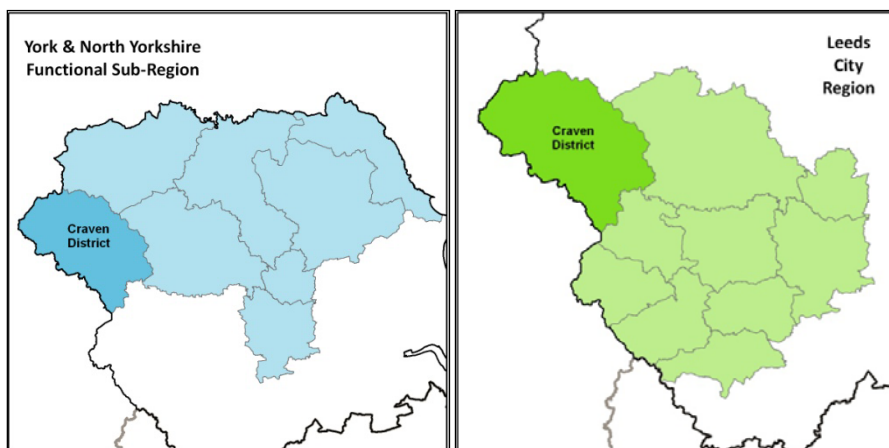 York & North Yorkshire
Functional Sub-Region
Craven
District
Leeds
City
Region
Craven
District